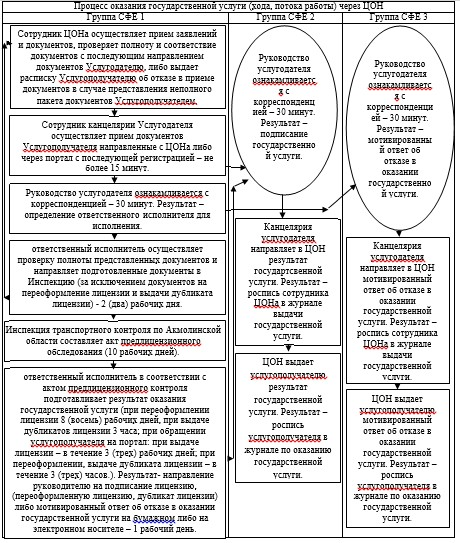 Процесс оказания государственной услуги (хода, потока работы) через ЦОН
Группа СФЕ 1
Группа СФЕ 2
Группа СФЕ 3
Сотрудник ЦОНа осуществляет прием заявлений
и документов, проверяет полноту и соответствие
документов с последующим направлением
документов Услугодателю, либо выдает
расписку Услугополучателю об отказе в приеме
документов в случае представления неполного
пакета документов Услугополучателем
Сотрудник канцелярии Услугодателя
осуществляет прием документов
Услугополучателя направленные с ЦОНа либо
через портал с последующей регистрацией – не
более 15 минут.
Руководство услугодателя ознакамливается с
корреспонденцией – 30 минут. Результат –
определение ответственного исполнителя для
исполнения.
ответственный исполнитель осуществляет
проверку полноты представленных документов и
направляет подготовленные документы в
Инспекцию (за исключением документов на
переоформление лицензии и выдачи дубликата
лицензии) - 2 (два) рабочих дня.
Инспекция транспортного контроля по Акмолинской
области составляет акт предлицензионного
обследования (10 рабочих дней).
ответственный исполнитель в соответствии с
актом предлицензионного контроля
подготавливает результат оказания
государственной услуги (при переоформлении
лицензии 8 (восемь) рабочих дней, при выдаче
дубликатов лицензии 3 часа; при обращении
услугополучателя на портал: при выдаче
лицензии – в течение 3 (трех) рабочих дней; при
переоформлении, выдаче дубликата лицензии – в
течение 3 (трех) часов.). Результат- направление
руководителю на подписание лицензию,
(переоформленную лицензию, дубликат лицензии)
либо мотивированный ответ об отказе в оказании
государственной услуги на бумажном либо на
электронном носителе – 1 рабочий день.
Руководство
услугодателя
ознакамливаетс
я с
корреспонденц
ией – 30 минут.
Результат –
подписание
государственно
й услуги.
Канцелярия
услугодателя
направляет в ЦОН
результат
государтсвенной
услуги. Результат –
роспись сотрудника
ЦОНа в журнале
выдачи
государственной
услуги.
ЦОН выдает
услугополучателю
результат
государственной
услуги. Результат –
роспись
услугополучателя в
журнале по оказанию
государственной
услуги.
Руководство
услугодателя
ознакамливаетс
я с
корреспонденци
ей – 30 минут.
Результат –
мотивированны
й ответ об
отказе в
оказании
государственно
й услуги.
Канцелярия
услугодателя
направляет в ЦОН
мотивированный
ответ об отказе в
оказании
государственной
услуги. Результат –
роспись сотрудника
ЦОНа в журнале
выдачи
государственной
услуги.
ЦОН выдает
услугополучателю
мотивированный
ответ об отказе в
оказании
государственной
услуги. Результат –
роспись
услугополучателя в
журнале по оказанию
государственной
услуги.